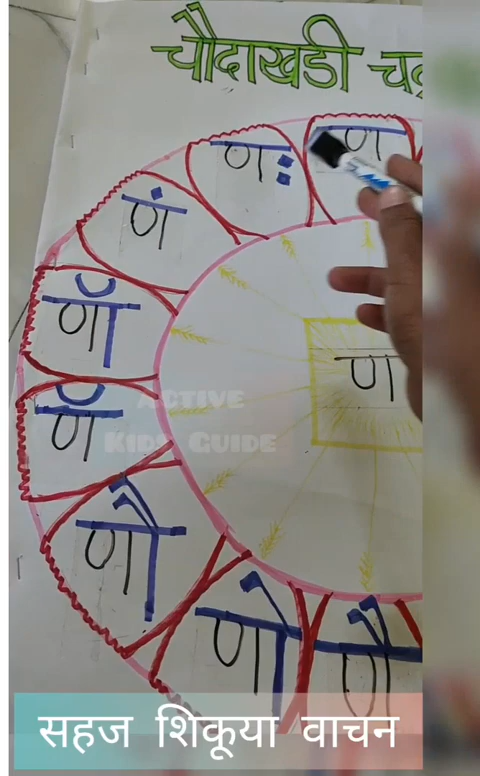 चौदाखडी
णः ण
णं
णॉ
ण
णॅ
ACTIVE
KIDS GUIDE
णौ
णो
सहज शिकूया वाचन